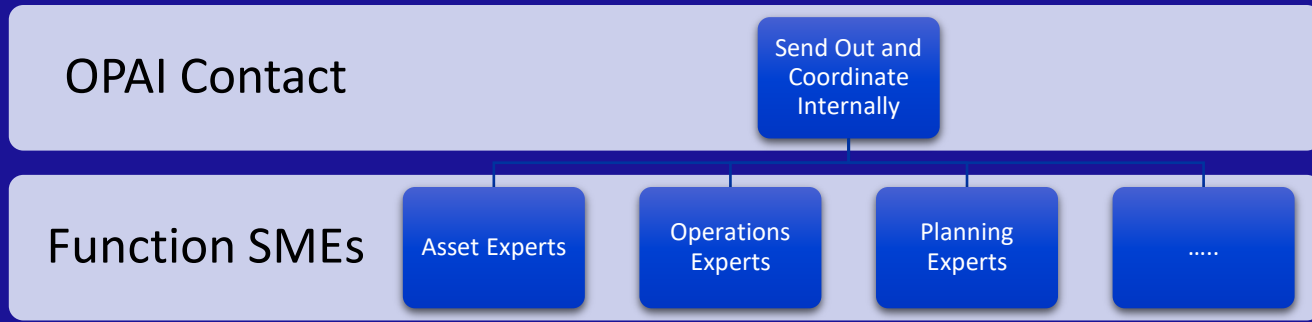 OPAI Contact
Send Out and
Coordinate
Internally
Function SMEs
Asset Experts
Operations
Experts
Planning
Experts
.....